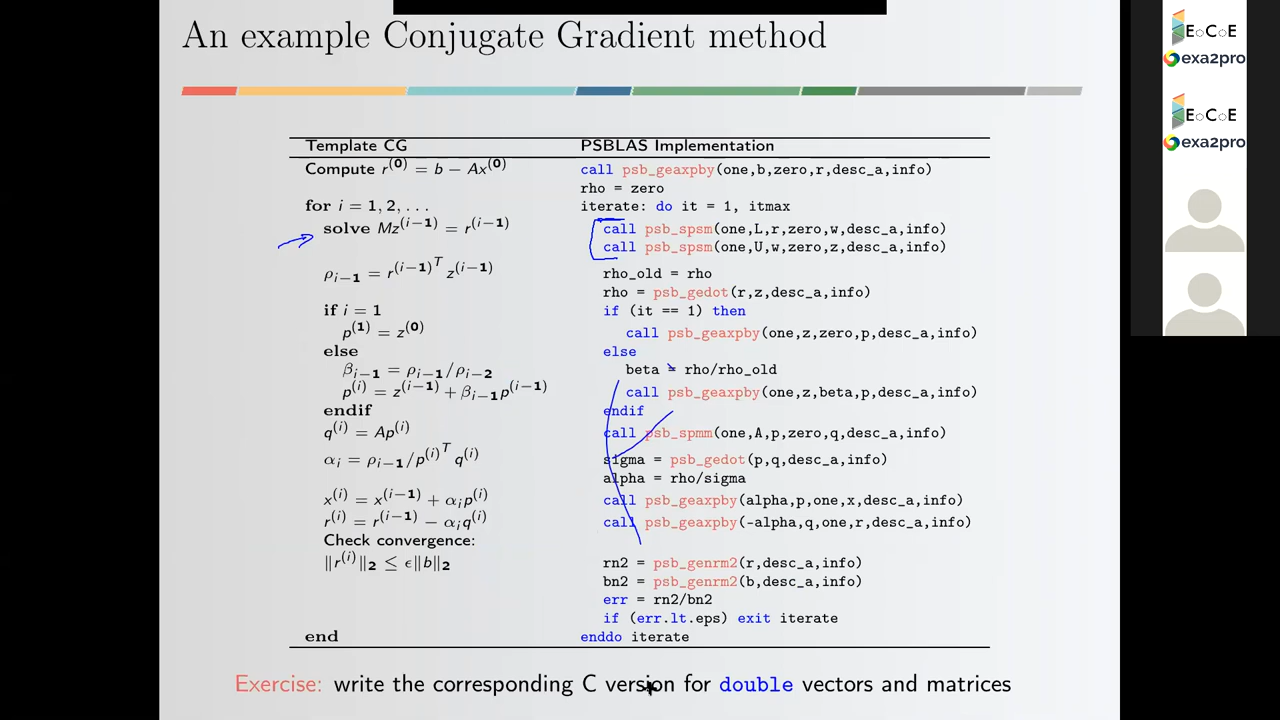 An example Conjugate Gradient method
Template CG PSBLAS Implementation
Compute r^(0) = b − Ax^(0) call psb_geaxpby(one,b,zero,r,desc_a,info)
rho = zero
for i = 1, 2, . . . iterate: do it = 1, itmax
solve Mz^(i−1) = r^(i−1) call psb_spsm(one,L,r,zero,w,desc_a,info)
call psb_spsm(one,U,w,zero,z,desc_a,info)
ρ_i−1 = r^(i−1)^T z^(i−1) rho_old = rho
rho = psb_gedot(r,z,desc_a,info)
if i = 1 if (it == 1) then
p^(1) = z^(0) call psb_geaxpby(one,z,zero,p,desc_a,info)
else else
β_i−1 = ρ_i−1/ρ_i−2 beta = rho/rho_old
p^(i) = z^(i−1) + β_i−1 p^(i−1) call psb_geaxpby(one,z,beta,p,desc_a,info)
endif endif
q^(i) = Ap^(i) call psb_spmm(one,A,p,zero,q,desc_a,info)
α_i = ρ_i−1/p^(i)^T q^(i) sigma = psb_gedot(p,q,desc_a,info)
alpha = rho/sigma
x^(i) = x^(i−1) + α_i p^(i) call psb_geaxpby(alpha,p,one,x,desc_a,info)
r^(i) = r^(i−1) − α_i q^(i) call psb_geaxpby(-alpha,q,one,r,desc_a,info)
Check convergence:
‖r^(i)‖_2 ≤ ϵ‖b‖_2 rn2 = psb_genrm2(r,desc_a,info)
bn2 = psb_genrm2(b,desc_a,info)
err = rn2/bn2
if (err.lt.eps) exit iterate
end enddo iterate
Exercise: write the corresponding C version for double vectors and matrices
EoCoE
exa2pro
EoCoE
exa2pro